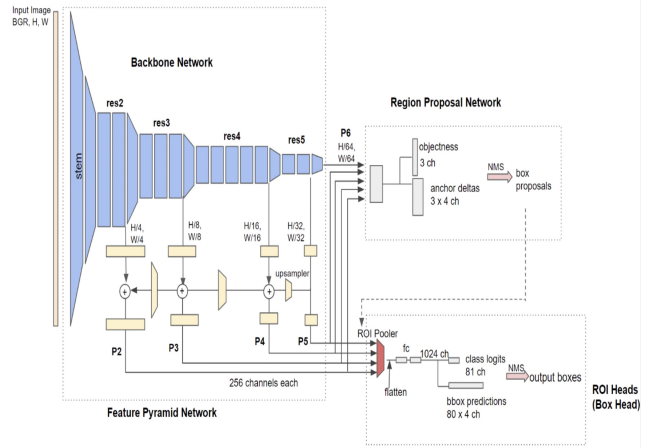 Input Image
BGR, H, W
Backbone Network
res2
res3
res4
res5
stem
P6
H/64,
W/64
Region Proposal Network
objectness
3 ch
anchor deltas
3 x 4 ch
NMS
box
proposals
H/4,
W/4
H/8,
W/8
H/16,
W/16
H/32,
W/32
upsampler
+
+
+
P2
P3
P4
P5
256 channels each
Feature Pyramid Network
ROI Pooler
fc
1024 ch
flatten
class logits
81 ch
bbox predictions
80 x 4 ch
NMS
output boxes
ROI Heads
(Box Head)